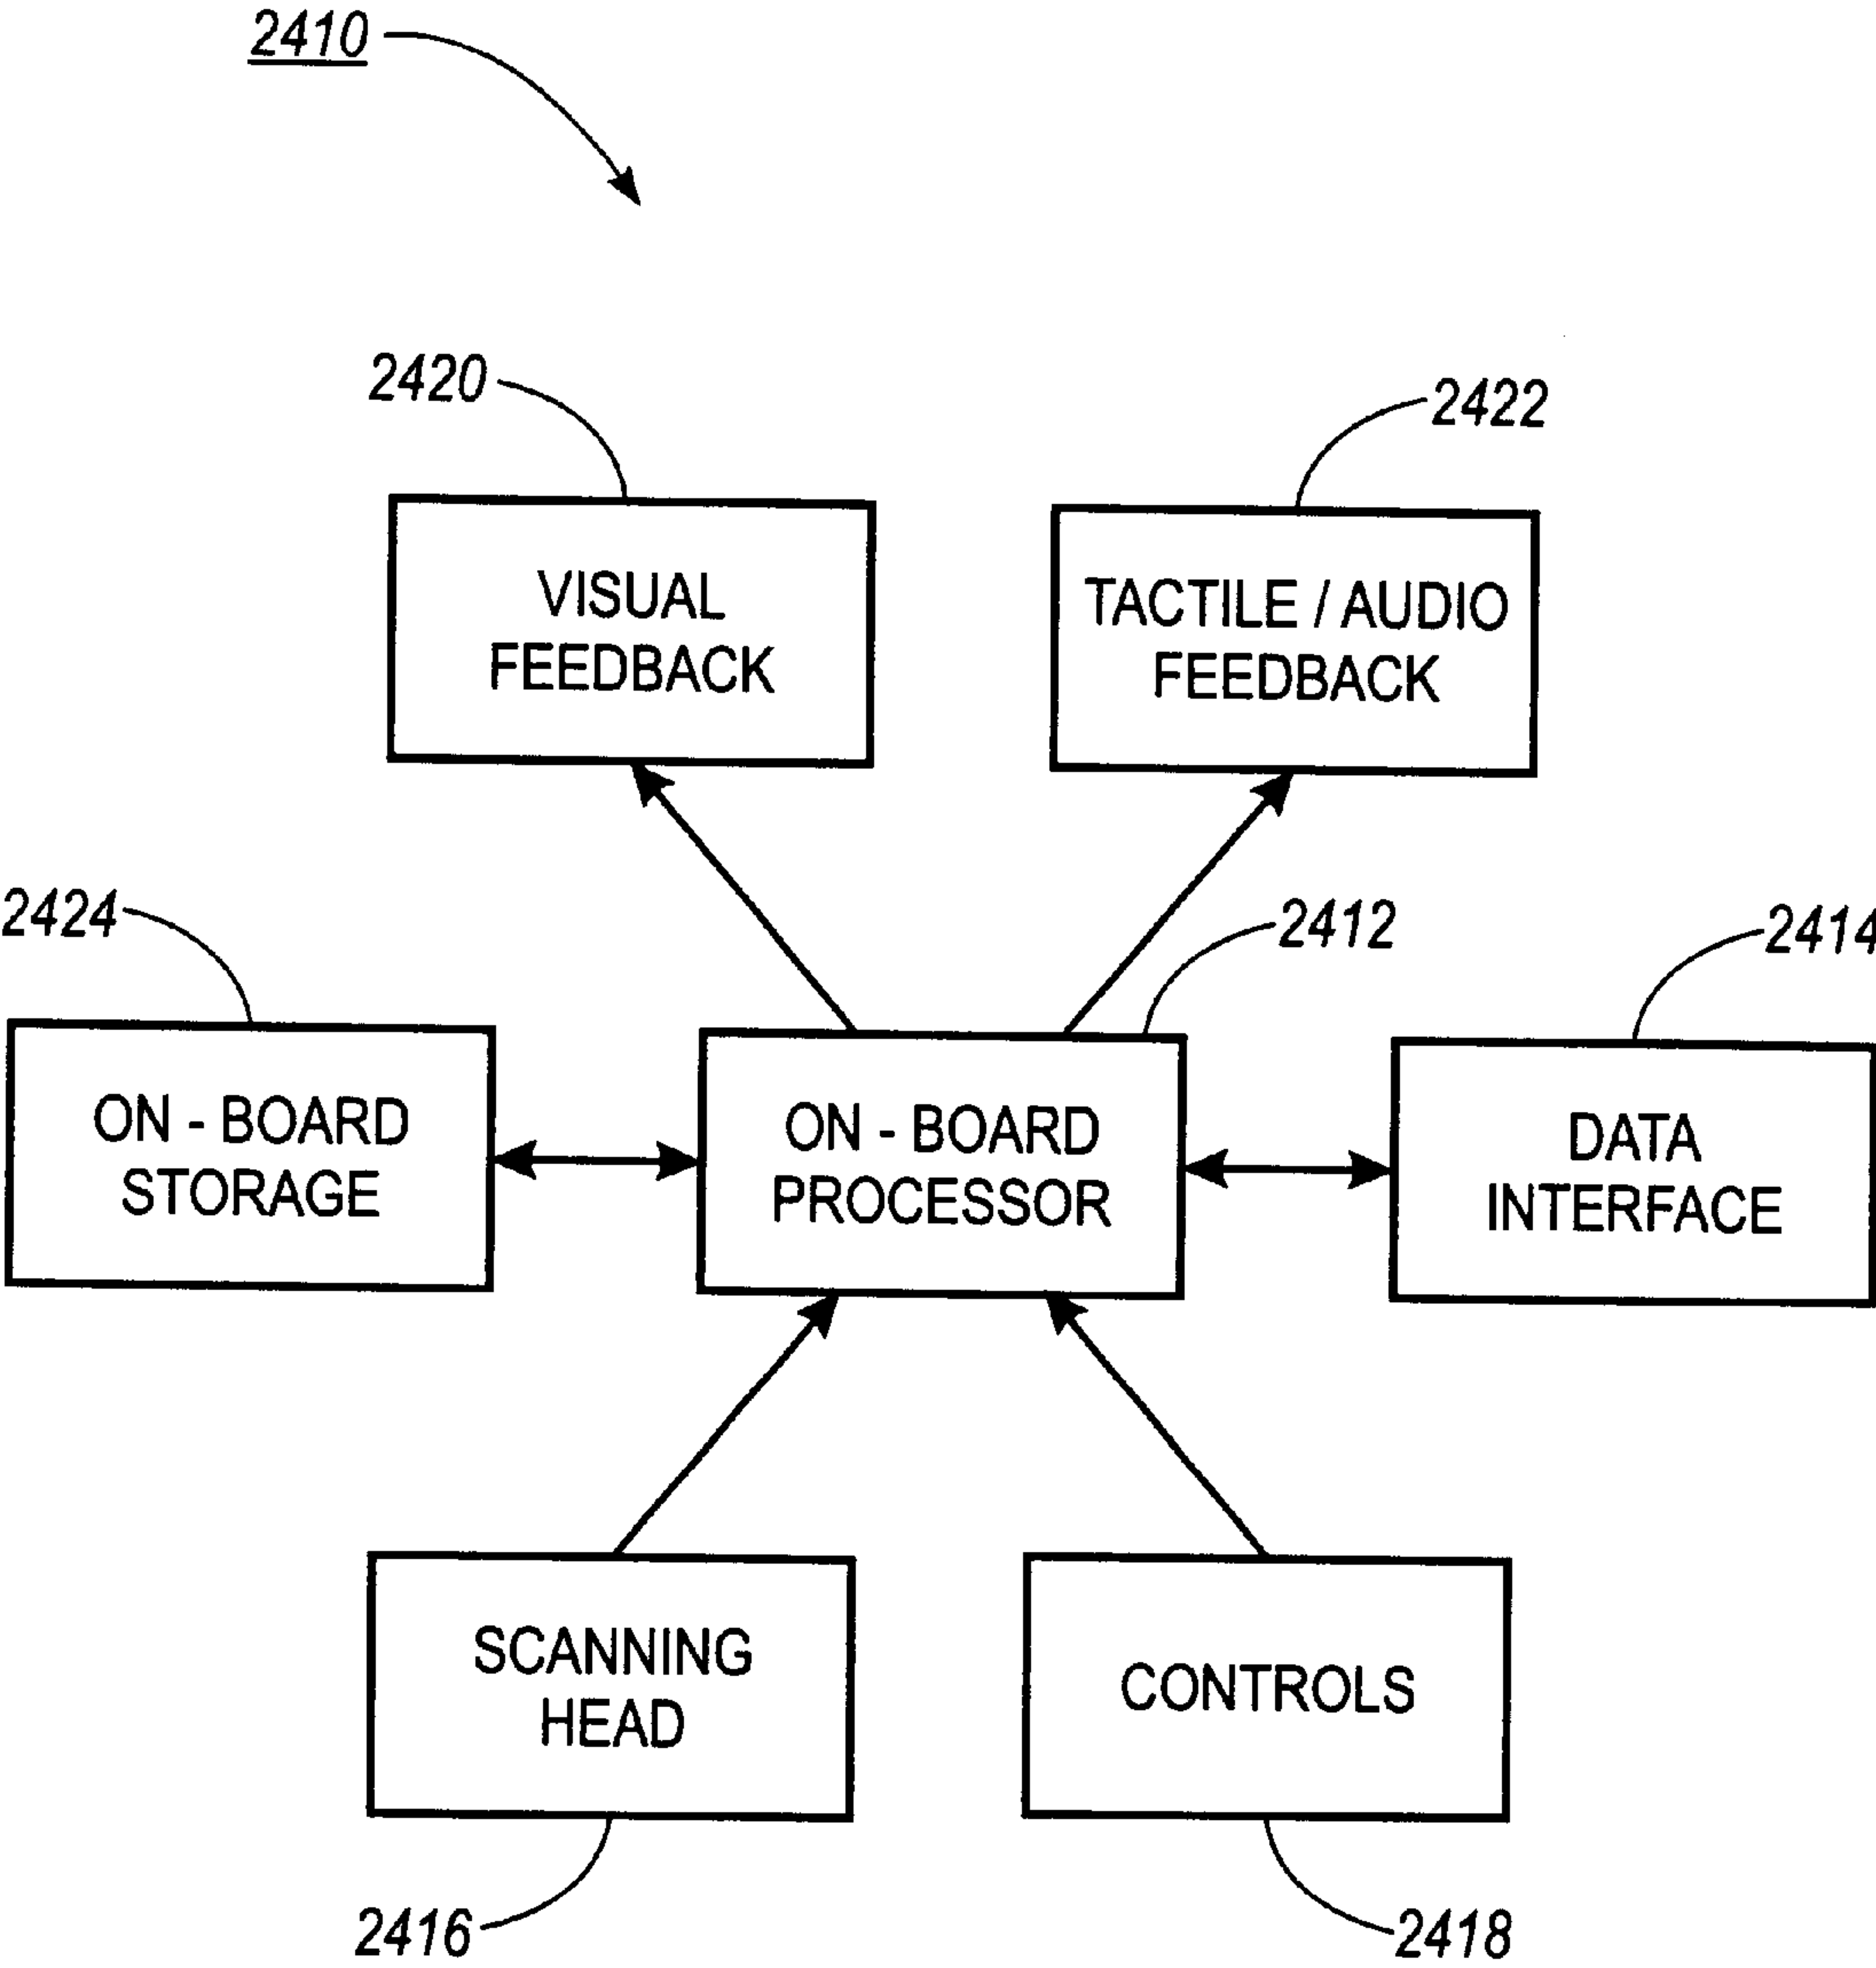 2410
2420
2422
VISUAL
FEEDBACK
TACTILE / AUDIO
FEEDBACK
2424
2412
2414
ON - BOARD
STORAGE
ON - BOARD
PROCESSOR
DATA
INTERFACE
SCANNING
HEAD
CONTROLS
2416
2418